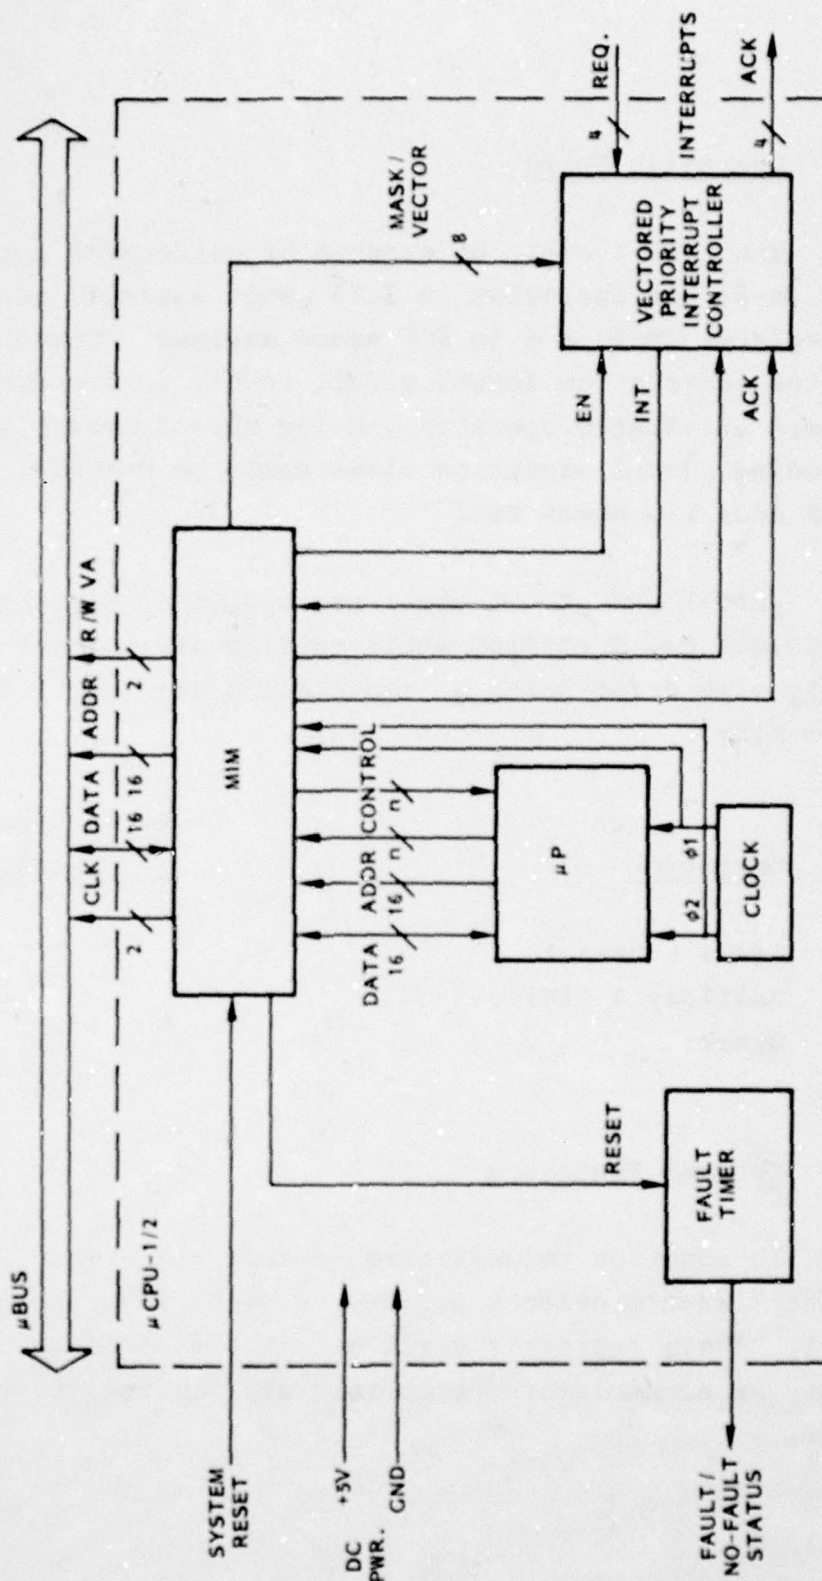 µBUS
µCPU-1/2
CLK
DATA
ADDR
R/W VA
2
16
16
2
MIM
SYSTEM
RESET
DC
PWR.
+5V
GND
MASK/
VECTOR
8
VECTORED
PRIORITY
INTERRUPT
CONTROLLER
4
REQ.
INTERRUPTS
4
ACK
EN
INT
ACK
DATA
ADDR
CONTROL
16
16
n
n
µP
φ2
φ1
CLOCK
RESET
FAULT
TIMER
FAULT/
NO-FAULT
STATUS